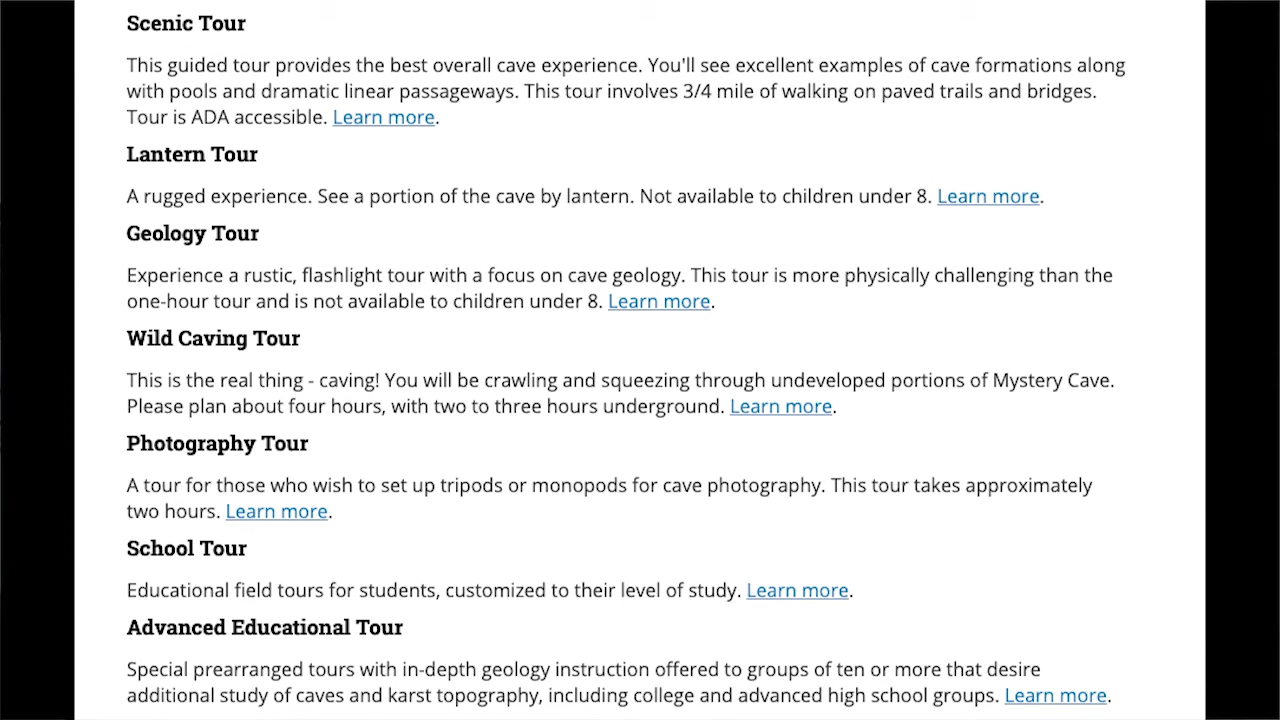 Scenic Tour
This guided tour provides the best overall cave experience. You'll see excellent examples of cave formations along
with pools and dramatic linear passageways. This tour involves 3/4 mile of walking on paved trails and bridges.
Tour is ADA accessible. Learn more.
Lantern Tour
A rugged experience. See a portion of the cave by lantern. Not available to children under 8. Learn more.
Geology Tour
Experience a rustic, flashlight tour with a focus on cave geology. This tour is more physically challenging than the
one-hour tour and is not available to children under 8. Learn more.
Wild Caving Tour
This is the real thing - caving! You will be crawling and squeezing through undeveloped portions of Mystery Cave.
Please plan about four hours, with two to three hours underground. Learn more.
Photography Tour
A tour for those who wish to set up tripods or monopods for cave photography. This tour takes approximately
two hours. Learn more.
School Tour
Educational field tours for students, customized to their level of study. Learn more.
Advanced Educational Tour
Special prearranged tours with in-depth geology instruction offered to groups of ten or more that desire
additional study of caves and karst topography, including college and advanced high school groups. Learn more.